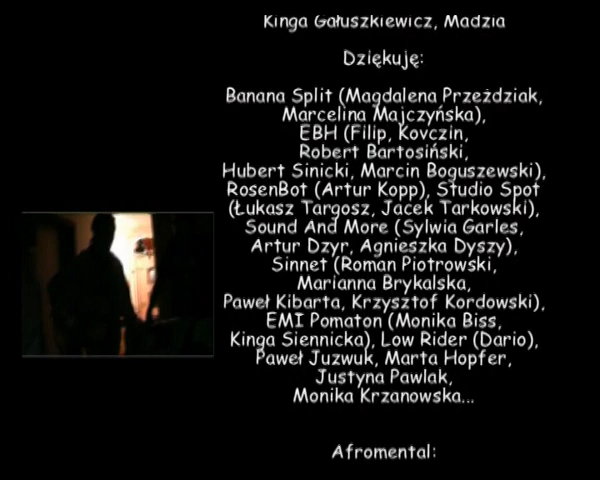 Kinga Gałuszkiewicz, Madzia
Dziękuję:
Banana Split (Magdalena Przeździak,
Marcelina Majczyńska),
EBH (Filip, Kovczin,
Robert Bartosiński,
Hubert Sinicki, Marcin Boguszewski),
RosenBot (Artur Kopp), Studio Spot
(Łukasz Targosz, Jacek Tarkowski),
Sound And More (Sylwia Garles,
Artur Dzyr, Agnieszka Dyszy),
Sinnet (Roman Piotrowski,
Marianna Brykalska,
Paweł Kibarta, Krzysztof Kordowski),
EMI Pomaton (Monika Biss,
Kinga Siennicka), Low Rider (Dario),
Paweł Juzwuk, Marta Hopfer,
Justyna Pawlak,
Monika Krzanowska...
Afromental: